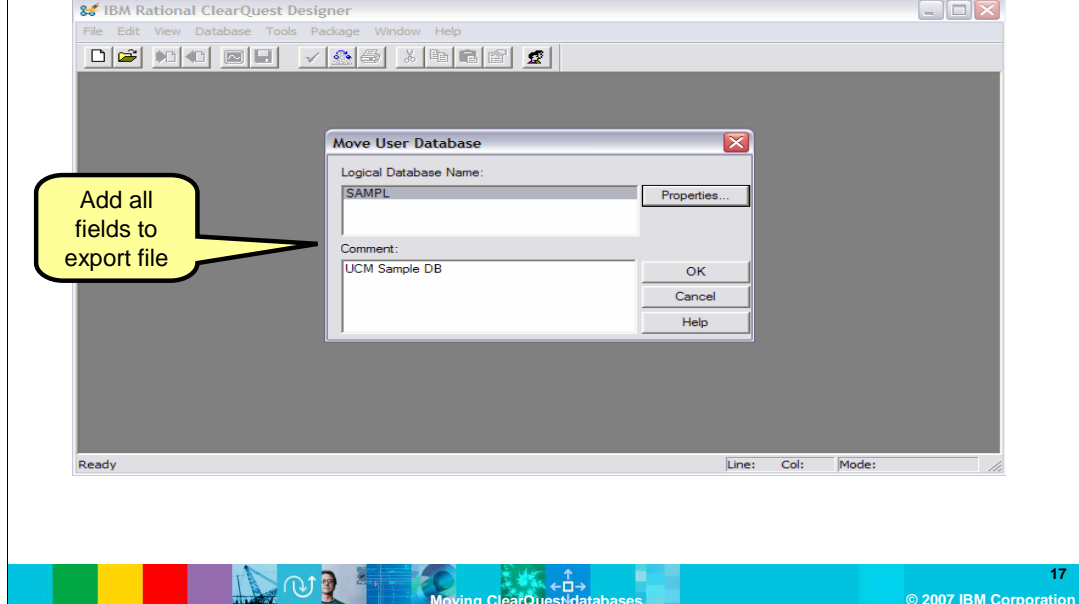 IBM Rational ClearQuest Designer
File Edit View Database Tools Package Window Help
Move User Database
Logical Database Name:
SAMPL
Properties...
Add all
fields to
export file
Comment:
UCM Sample DB
OK
Cancel
Help
Ready
Line: Col: Mode:
17
Moving ClearQuest databases
© 2007 IBM Corporation